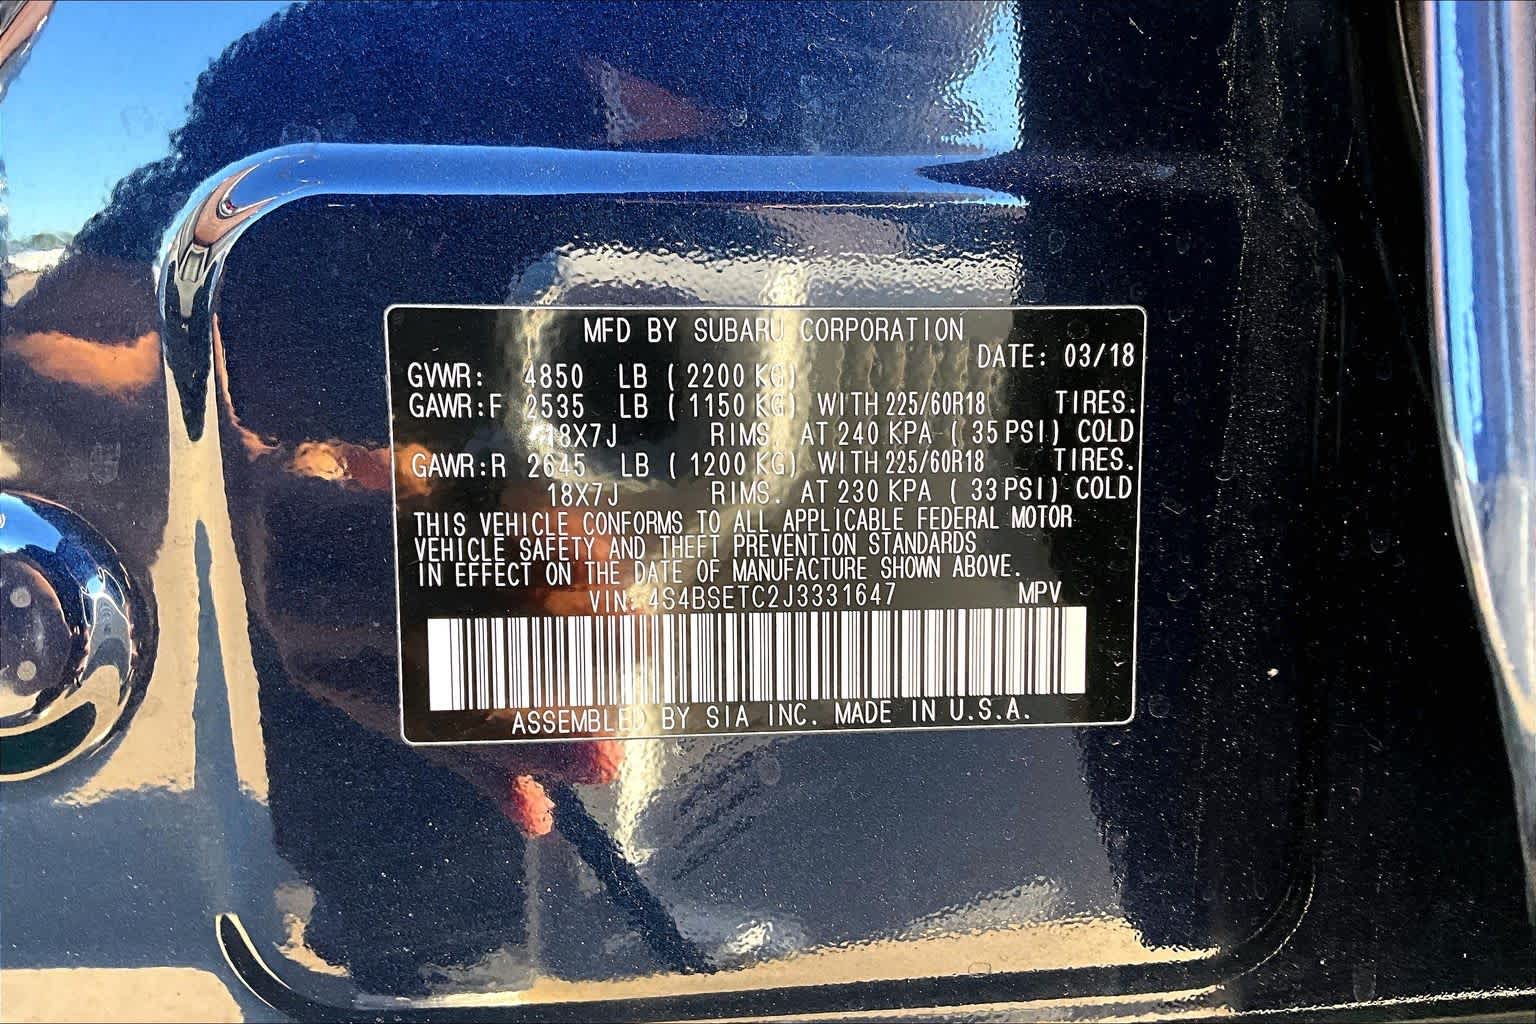 MFD BY SUBARU CORPORATION
DATE: 03/18
GVWR: 4850 LB ( 2200 KG)
GAWR:F 2535 LB ( 1150 KG) WITH 225/60R18 TIRES.
18X7J RIMS. AT 240 KPA ( 35 PSI) COLD
GAWR:R 2645 LB ( 1200 KG) WITH 225/60R18 TIRES.
18X7J RIMS. AT 230 KPA ( 33 PSI) COLD
THIS VEHICLE CONFORMS TO ALL APPLICABLE FEDERAL MOTOR
VEHICLE SAFETY AND THEFT PREVENTION STANDARDS
IN EFFECT ON THE DATE OF MANUFACTURE SHOWN ABOVE.
VIN: 4S4BSETC2J3331647 MPV
ASSEMBLED BY SIA INC. MADE IN U.S.A.